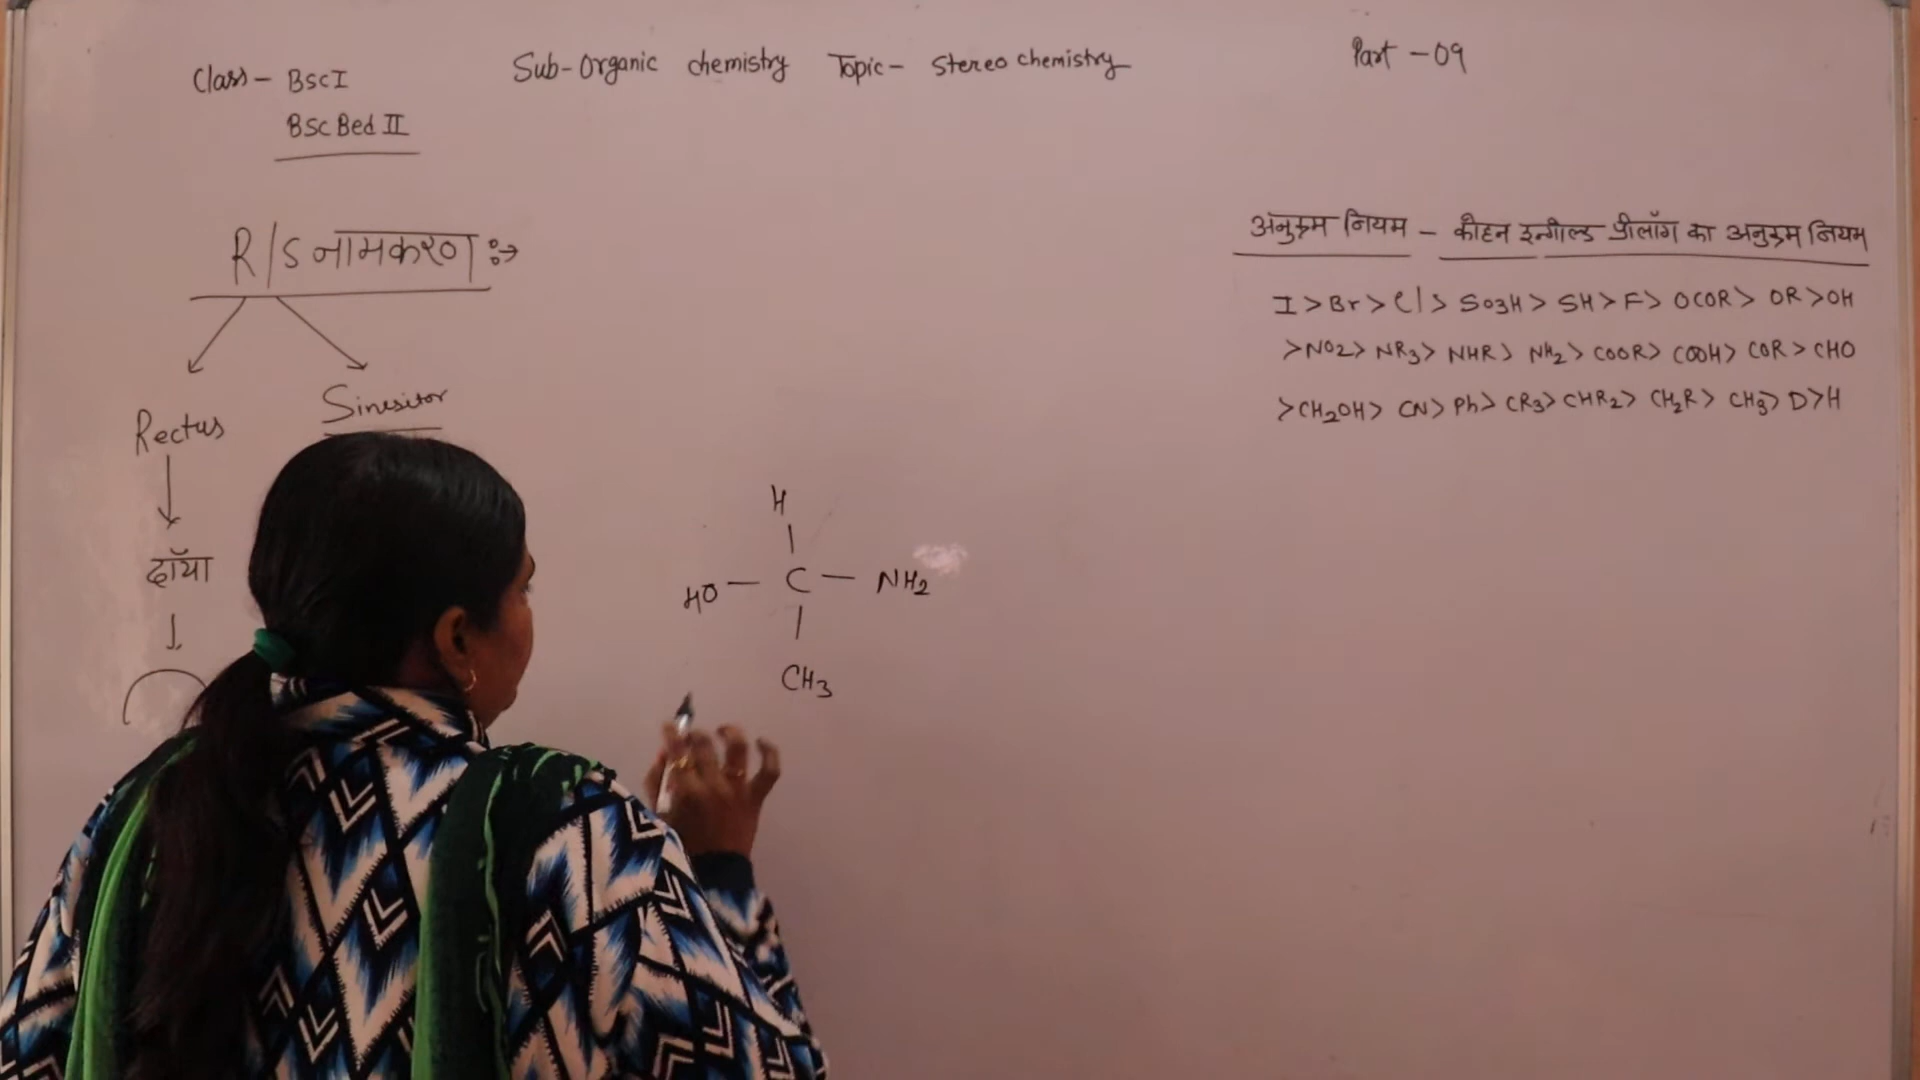 Class - BSc I
BSc Bed II
Sub-Organic chemistry Topic- Stereo chemistry
Part - 09
R/S नामकरण
Rectus
Sinisitor
दॉया
H
HO - C - NH2
CH3
अनुक्रम नियम - कॉहन इन्गोल्ड प्रीलॉग का अनुक्रम नियम
I > Br > Cl > SO3H > SH > F > OCOR > OR > OH
> NO2 > NR3 > NHR > NH2 > COOR > COOH > COR > CHO
> CH2OH > CN > Ph > CR3 > CHR2 > CH2R > CH3 > D > H